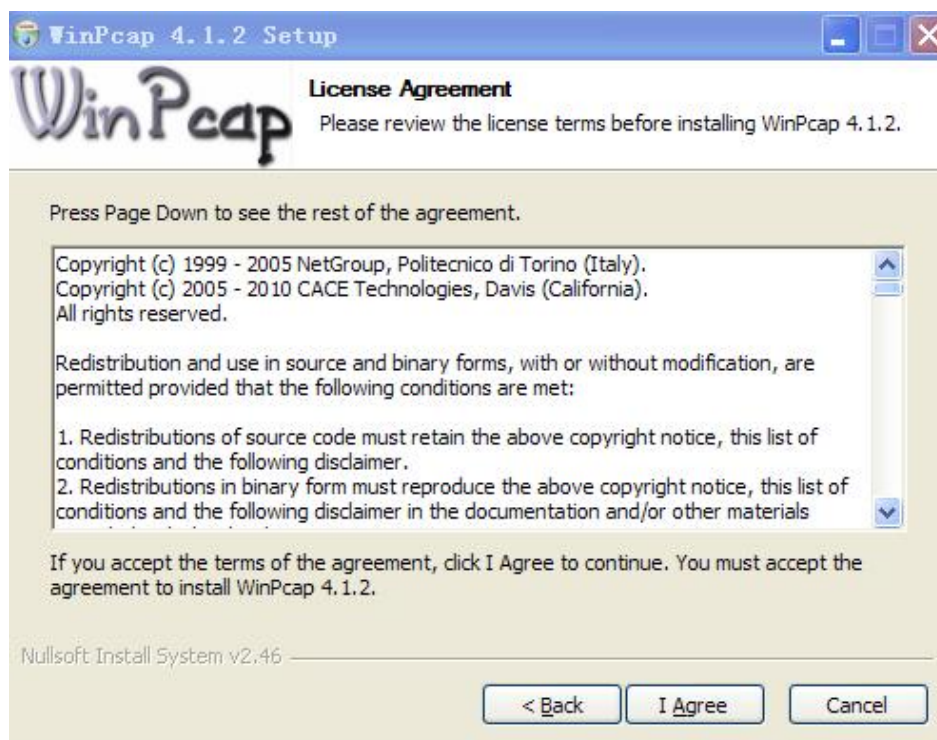 WinPcap 4.1.2 Setup
WinPcap
License Agreement
Please review the license terms before installing WinPcap 4.1.2.
Press Page Down to see the rest of the agreement.
Copyright (c) 1999 - 2005 NetGroup, Politecnico di Torino (Italy).
Copyright (c) 2005 - 2010 CACE Technologies, Davis (California).
All rights reserved.
Redistribution and use in source and binary forms, with or without modification, are
permitted provided that the following conditions are met:
1. Redistributions of source code must retain the above copyright notice, this list of
conditions and the following disclaimer.
2. Redistributions in binary form must reproduce the above copyright notice, this list of
conditions and the following disclaimer in the documentation and/or other materials
If you accept the terms of the agreement, click I Agree to continue. You must accept the
agreement to install WinPcap 4.1.2.
Nullsoft Install System v2.46
< Back I Agree Cancel